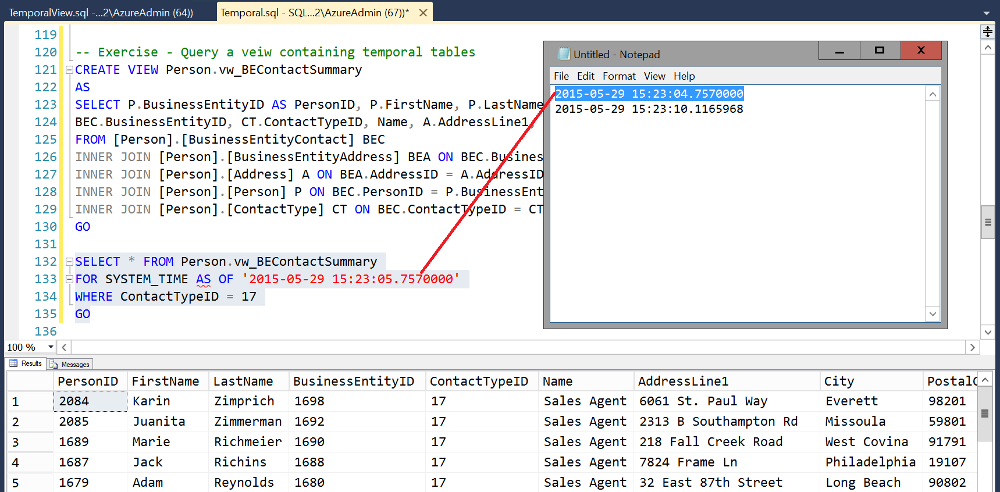 TemporalView.sql -...2\AzureAdmin (64))
Temporal.sql - SQL...2\AzureAdmin (67))*
119
120 -- Exercise - Query a veiw containing temporal tables
121 CREATE VIEW Person.vw_BEContactSummary
122 AS
123 SELECT P.BusinessEntityID AS PersonID, P.FirstName, P.LastName
124 BEC.BusinessEntityID, CT.ContactTypeID, Name, A.AddressLine1,
125 FROM [Person].[BusinessEntityContact] BEC
126 INNER JOIN [Person].[BusinessEntityAddress] BEA ON BEC.Busines
127 INNER JOIN [Person].[Address] A ON BEA.AddressID = A.AddressID
128 INNER JOIN [Person].[Person] P ON BEC.PersonID = P.BusinessEnt
129 INNER JOIN [Person].[ContactType] CT ON BEC.ContactTypeID = CT
130 GO
131
132 SELECT * FROM Person.vw_BEContactSummary
133 FOR SYSTEM_TIME AS OF '2015-05-29 15:23:05.7570000'
134 WHERE ContactTypeID = 17
135 GO
136
Untitled - Notepad
File Edit Format View Help
2015-05-29 15:23:04.7570000
2015-05-29 15:23:10.1165968
100 %
Results Messages
PersonID FirstName LastName BusinessEntityID ContactTypeID Name AddressLine1 City PostalC
1 2084 Karin Zimprich 1698 17 Sales Agent 6061 St. Paul Way Everett 98201
2 2085 Juanita Zimmerman 1692 17 Sales Agent 2313 B Southampton Rd Missoula 59801
3 1689 Marie Richmeier 1690 17 Sales Agent 218 Fall Creek Road West Covina 91791
4 1687 Jack Richins 1688 17 Sales Agent 7824 Frame Ln Philadelphia 19107
5 1679 Adam Reynolds 1680 17 Sales Agent 32 East 87th Street Long Beach 90802